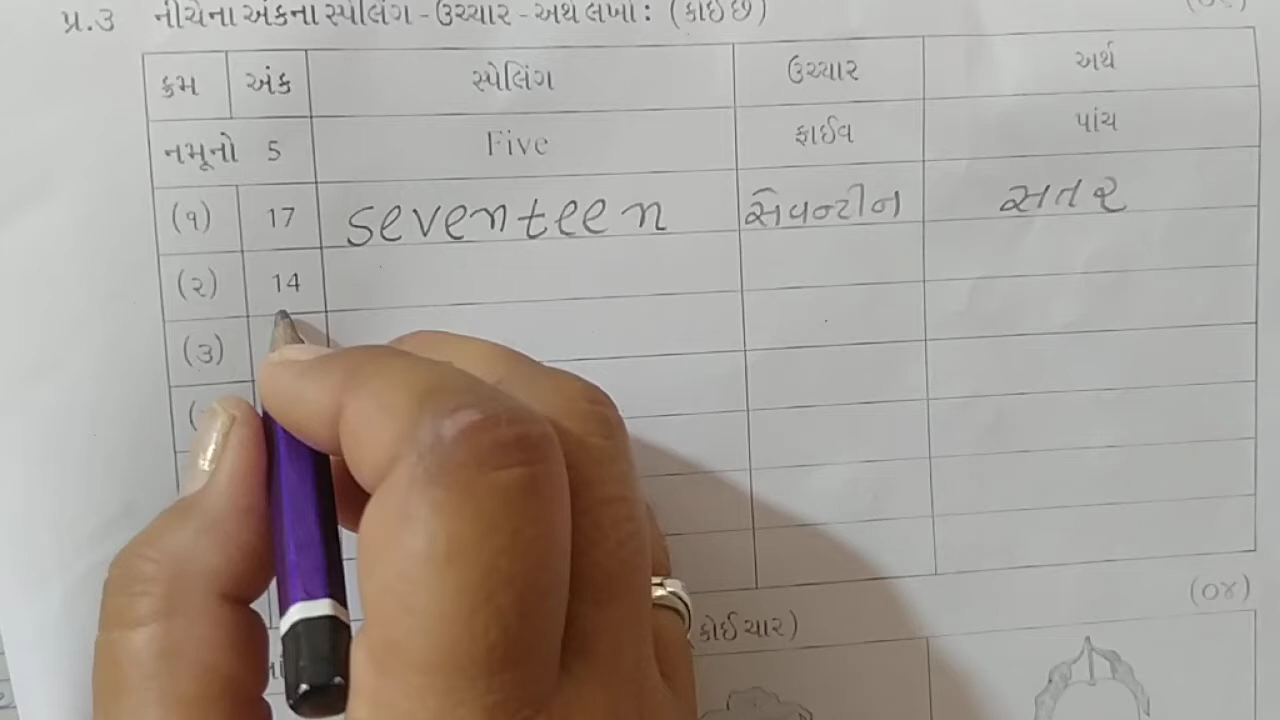 પ્ર.૩ નીચેના અંકના સ્પેલિંગ - ઉચ્ચાર - અર્થ લખો : (કોઈ છ)
ક્રમ અંક સ્પેલિંગ ઉચ્ચાર અર્થ
નમૂનો 5 Five ફાઈવ પાંચ
(૧) 17 seventeen સેવન્ટીન સતર
(૨) 14
(૩)
કોઈ ચાર) (૦૪)